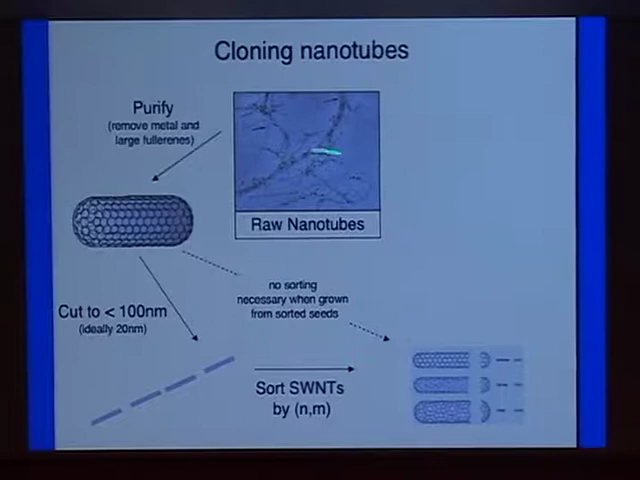 Cloning nanotubes
Purify
(remove metal and
large fullerenes)
Raw Nanotubes
no sorting
necessary when grown
from sorted seeds
Cut to < 100nm
(ideally 20nm)
Sort SWNTs
by (n,m)